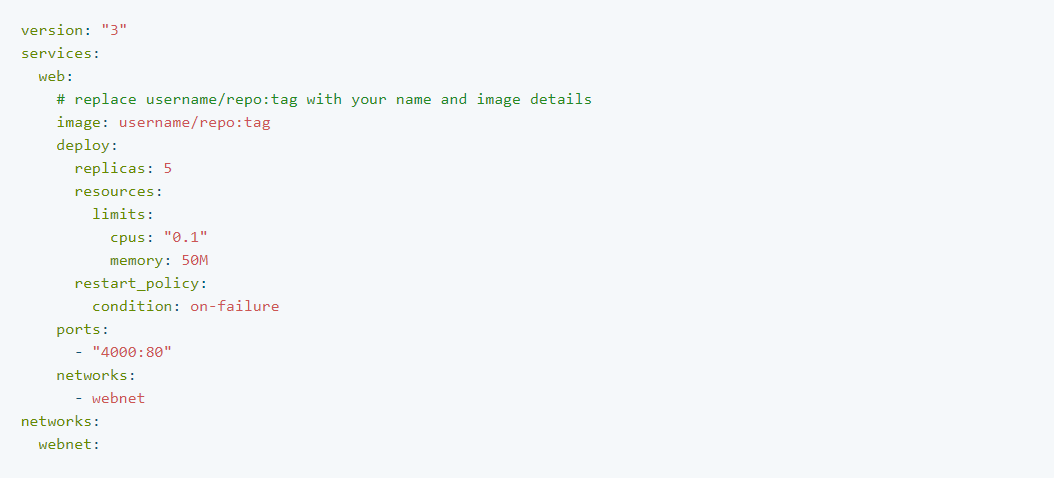 version: "3"
services:
  web:
    # replace username/repo:tag with your name and image details
    image: username/repo:tag
    deploy:
      replicas: 5
      resources:
        limits:
          cpus: "0.1"
          memory: 50M
      restart_policy:
        condition: on-failure
    ports:
      - "4000:80"
    networks:
      - webnet
networks:
  webnet: